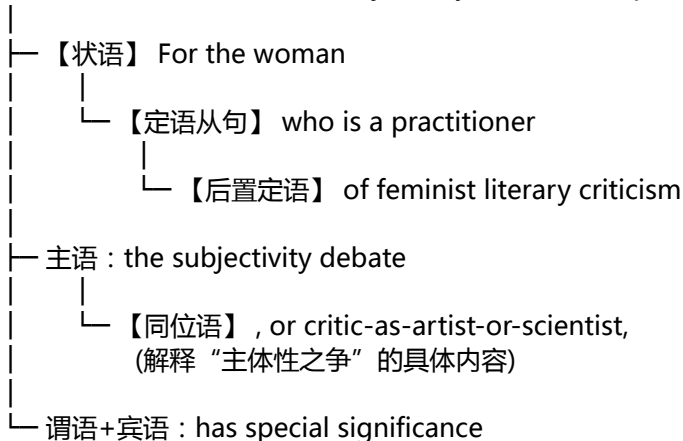 【状语】 For the woman
【定语从句】 who is a practitioner
【后置定语】 of feminist literary criticism
主语：the subjectivity debate
【同位语】 , or critic-as-artist-or-scientist,
(解释“主体性之争”的具体内容)
谓语+宾语：has special significance